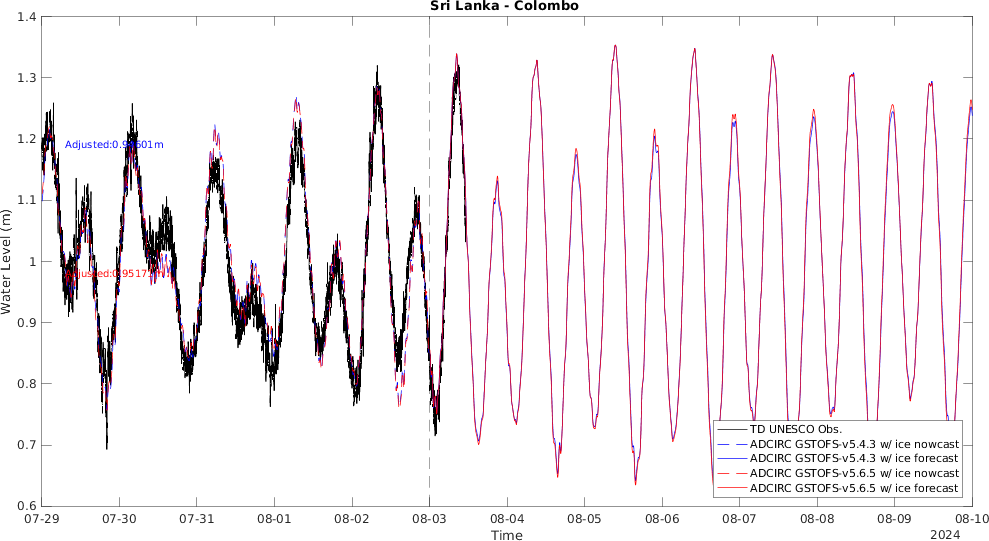 Sri Lanka - Colombo
1.4
1.3
1.2
1.1
1
0.9
0.8
0.7
0.6
Water Level (m)
07-29
07-30
07-31
08-01
08-02
08-03
08-04
08-05
08-06
08-07
08-08
08-09
08-10
Time
2024
TD UNESCO Obs.
ADCIRC GSTOFS-v5.4.3 w/ ice nowcast
ADCIRC GSTOFS-v5.4.3 w/ ice forecast
ADCIRC GSTOFS-v5.6.5 w/ ice nowcast
ADCIRC GSTOFS-v5.6.5 w/ ice forecast